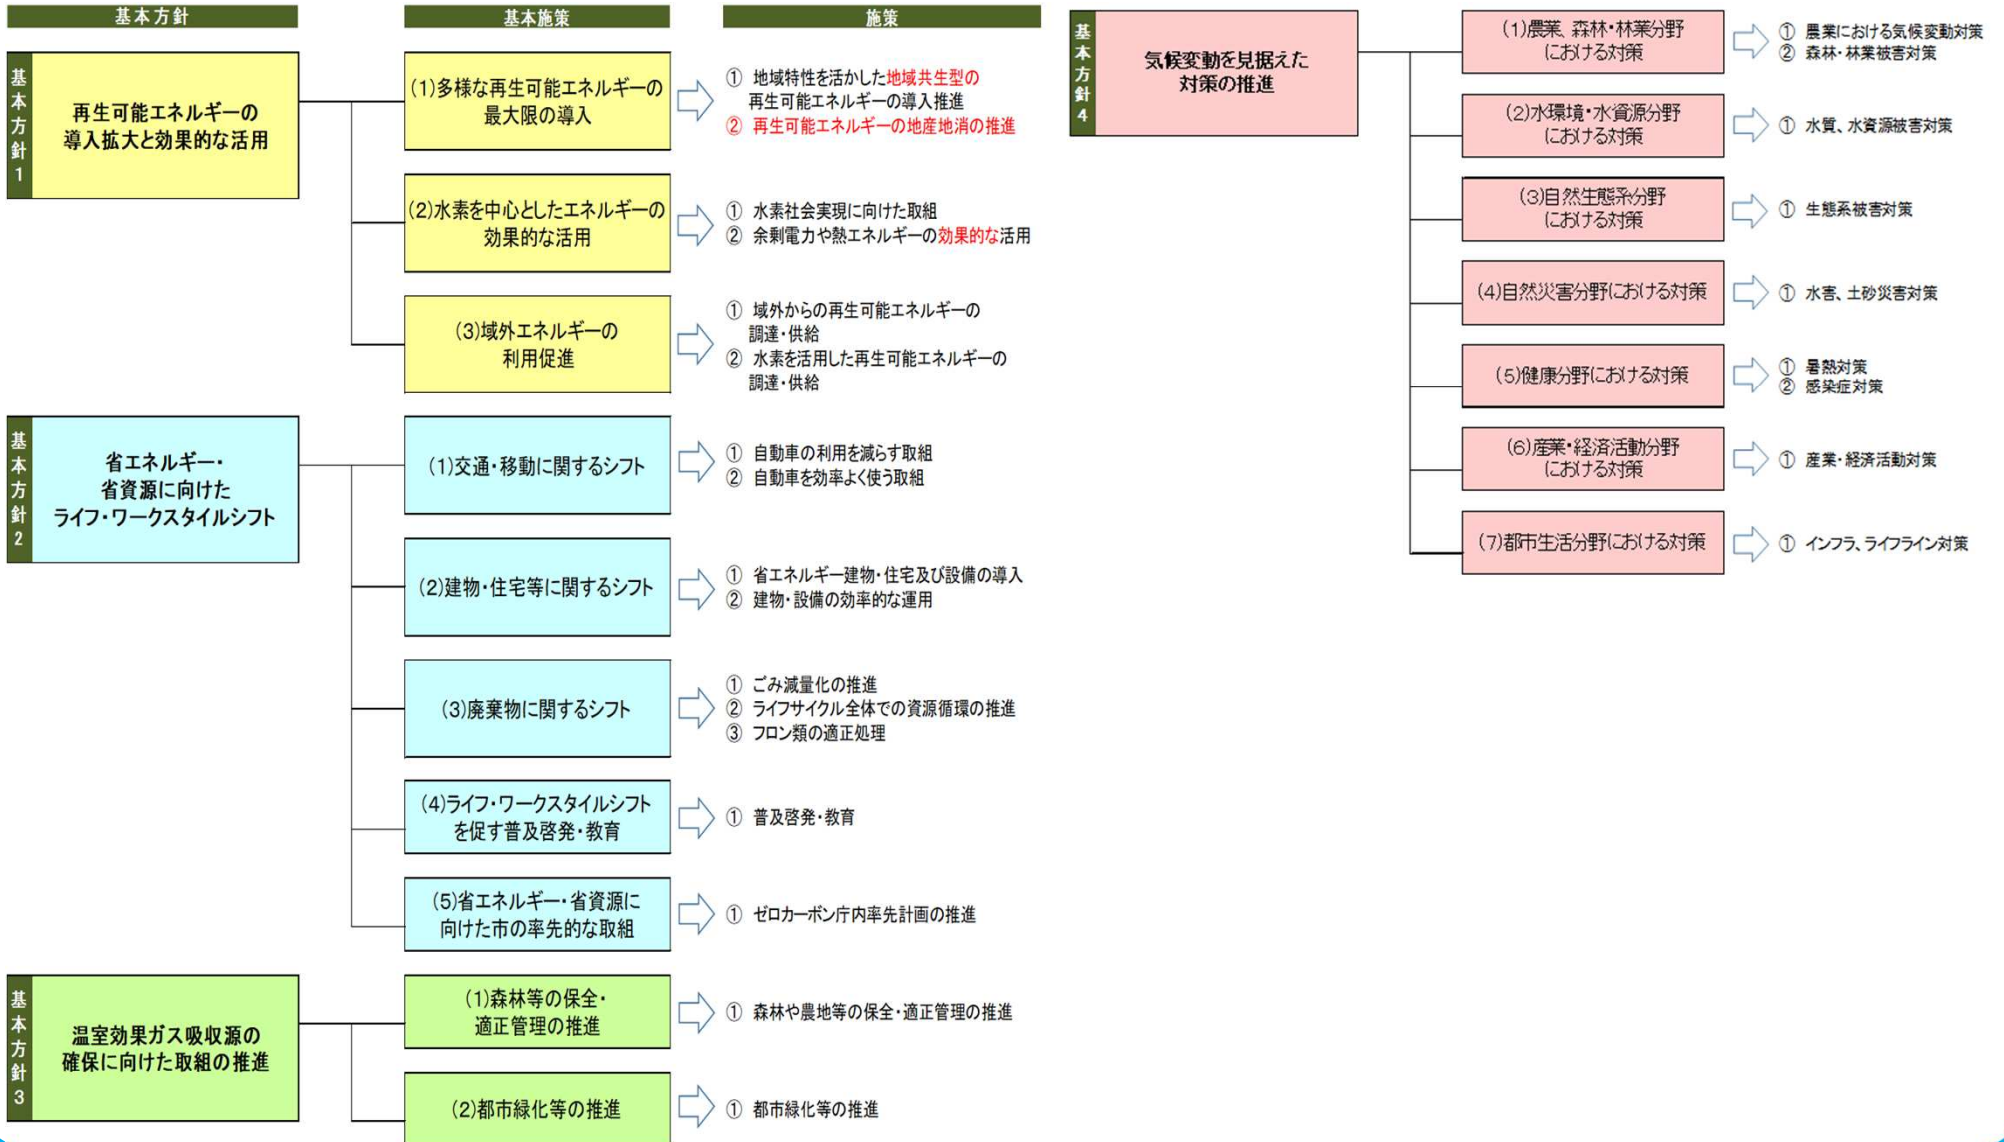 基本方針
基本施策
施策
基本方針1
再生可能エネルギーの
導入拡大と効果的な活用
(1)多様な再生可能エネルギーの
最大限の導入
① 地域特性を活かした地域共生型の
再生可能エネルギーの導入推進
② 再生可能エネルギーの地産地消の推進
(2)水素を中心としたエネルギーの
効果的な活用
① 水素社会実現に向けた取組
② 余剰電力や熱エネルギーの効果的な活用
(3)域外エネルギーの
利用促進
① 域外からの再生可能エネルギーの
調達・供給
② 水素を活用した再生可能エネルギーの
調達・供給
基本方針2
省エネルギー・
省資源に向けた
ライフ・ワークスタイルシフト
(1)交通・移動に関するシフト
① 自動車の利用を減らす取組
② 自動車を効率よく使う取組
(2)建物・住宅等に関するシフト
① 省エネルギー建物・住宅及び設備の導入
② 建物・設備の効率的な運用
(3)廃棄物に関するシフト
① ごみ減量化の推進
② ライフサイクル全体での資源循環の推進
③ フロン類の適正処理
(4)ライフ・ワークスタイルシフト
を促す普及啓発・教育
① 普及啓発・教育
(5)省エネルギー・省資源に
向けた市の率先的な取組
① ゼロカーボン庁内率先計画の推進
基本方針3
温室効果ガス吸収源の
確保に向けた取組の推進
(1)森林等の保全・
適正管理の推進
① 森林や農地等の保全・適正管理の推進
(2)都市緑化等の推進
① 都市緑化等の推進
基本方針4
気候変動を見据えた
対策の推進
(1)農業、森林・林業分野
における対策
① 農業における気候変動対策
② 森林・林業被害対策
(2)水環境・水資源分野
における対策
① 水質、水資源被害対策
(3)自然生態系分野
における対策
① 生態系被害対策
(4)自然災害分野における対策
① 水害、土砂災害対策
(5)健康分野における対策
① 暑熱対策
② 感染症対策
(6)産業・経済活動分野
における対策
① 産業・経済活動対策
(7)都市生活分野における対策
① インフラ、ライフライン対策